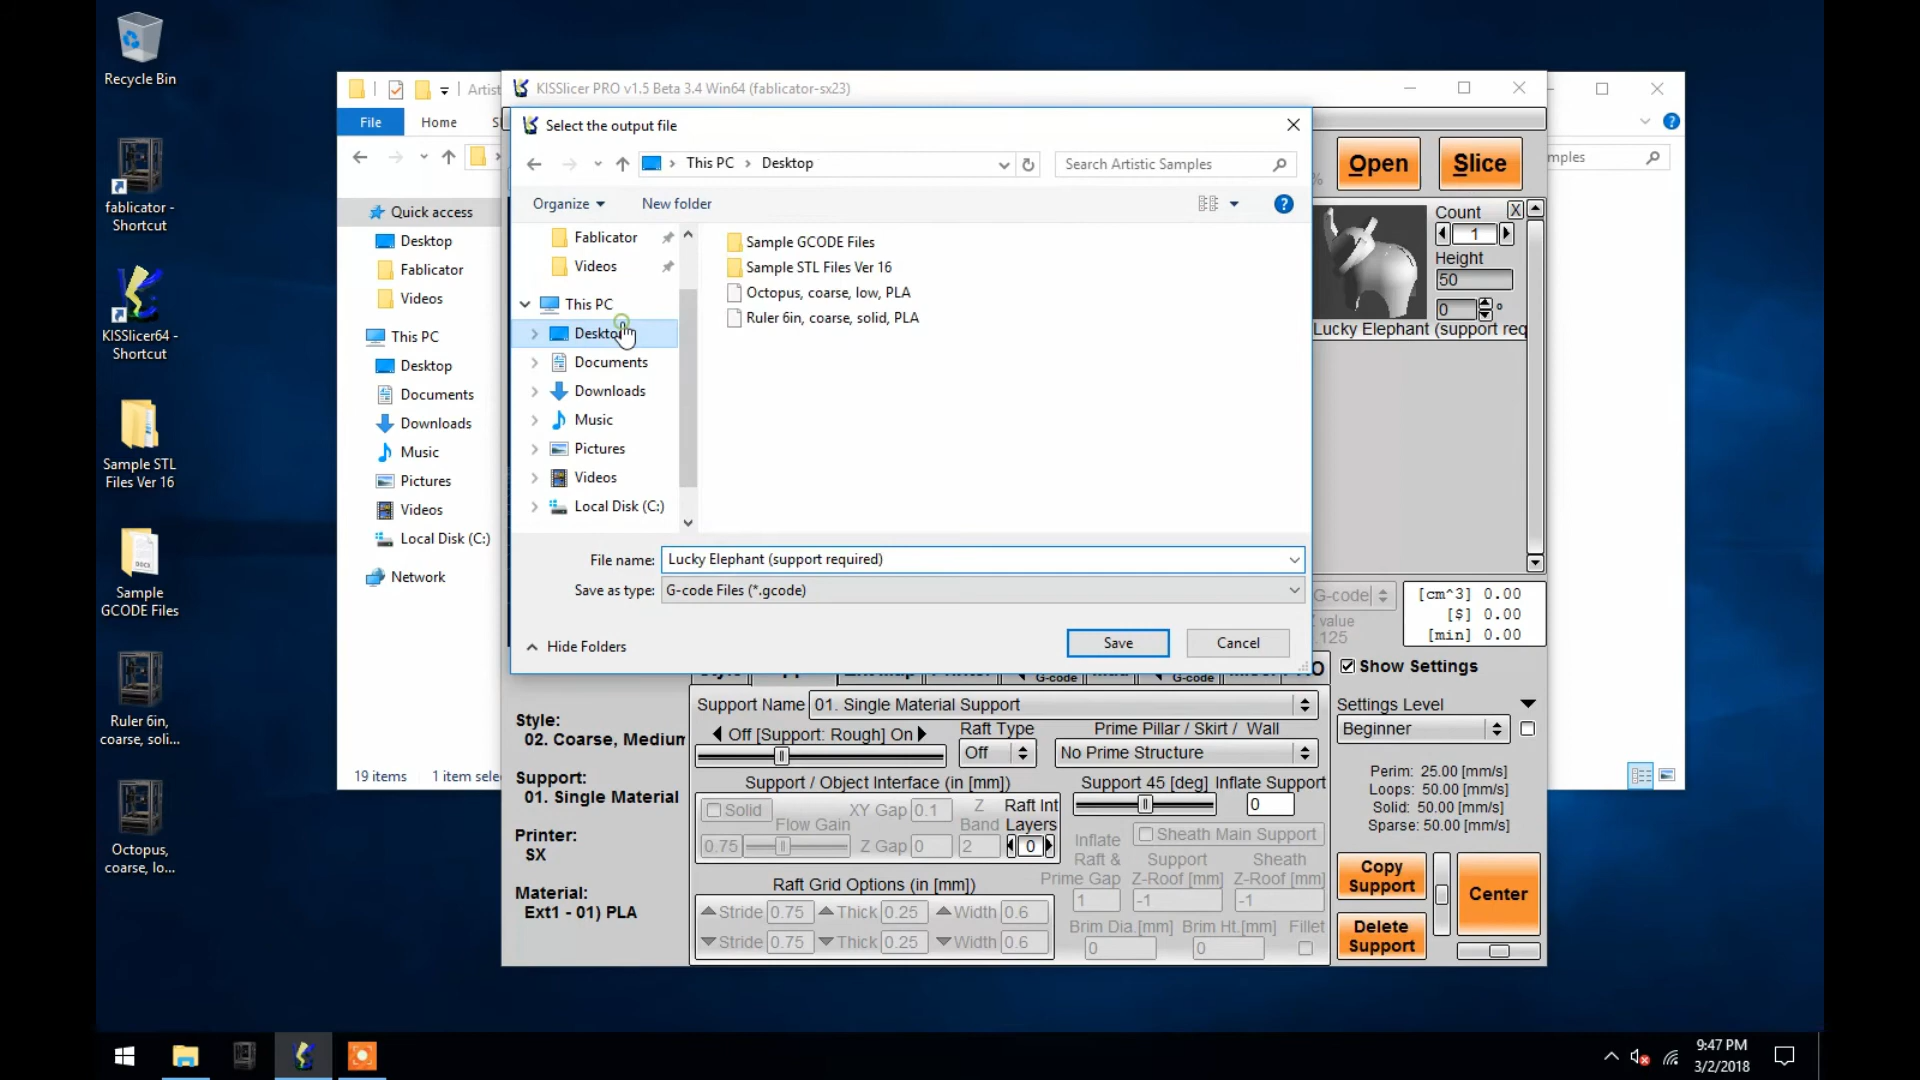 Recycle Bin
fablicator -
Shortcut
KISSlicer64 -
Shortcut
Sample STL
Files Ver 16
Sample
GCODE Files
Ruler 6in,
coarse, soli...
Octopus,
coarse, lo...
Artist
File
Home
Quick access
Desktop
Fablicator
Videos
This PC
Desktop
Documents
Downloads
Music
Pictures
Videos
Local Disk (C:)
Network
19 items 1 item sele
KISSlicer PRO v1.5 Beta 3.4 Win64 (fablicator-sx23)
Select the output file
This PC > Desktop
Search Artistic Samples
Organize
New folder
Fablicator
Videos
This PC
Desktop
Documents
Downloads
Music
Pictures
Videos
Local Disk (C:)
Sample GCODE Files
Sample STL Files Ver 16
Octopus, coarse, low, PLA
Ruler 6in, coarse, solid, PLA
File name: Lucky Elephant (support required)
Save as type: G-code Files (*.gcode)
Hide Folders
Save
Cancel
mples
Open
Slice
%
Count
X
1
Height
50
0 °
Lucky Elephant (support req
G-code
value
.125
[cm^3] 0.00
[$] 0.00
[min] 0.00
G-code
G-code
Show Settings
Style:
02. Coarse, Medium
Support:
01. Single Material
Printer:
SX
Material:
Ext1 - 01) PLA
Support Name 01. Single Material Support
Off [Support: Rough] On
Raft Type
Off
Prime Pillar / Skirt / Wall
No Prime Structure
Support / Object Interface (in [mm])
Solid
XY Gap 0.1
Z
Band
2
Raft Int
Layers
0
Flow Gain
0.75
Z Gap 0
Support 45 [deg]
Inflate Support
0
Sheath Main Support
Inflate
Raft &
Prime Gap
1
Support
Z-Roof [mm]
-1
Sheath
Z-Roof [mm]
-1
Brim Dia.[mm]
0
Brim Ht.[mm]
0
Fillet
Raft Grid Options (in [mm])
Stride 0.75 Thick 0.25 Width 0.6
Stride 0.75 Thick 0.25 Width 0.6
Settings Level
Beginner
Perim: 25.00 [mm/s]
Loops: 50.00 [mm/s]
Solid: 50.00 [mm/s]
Sparse: 50.00 [mm/s]
Copy
Support
Delete
Support
Center
9:47 PM
3/2/2018